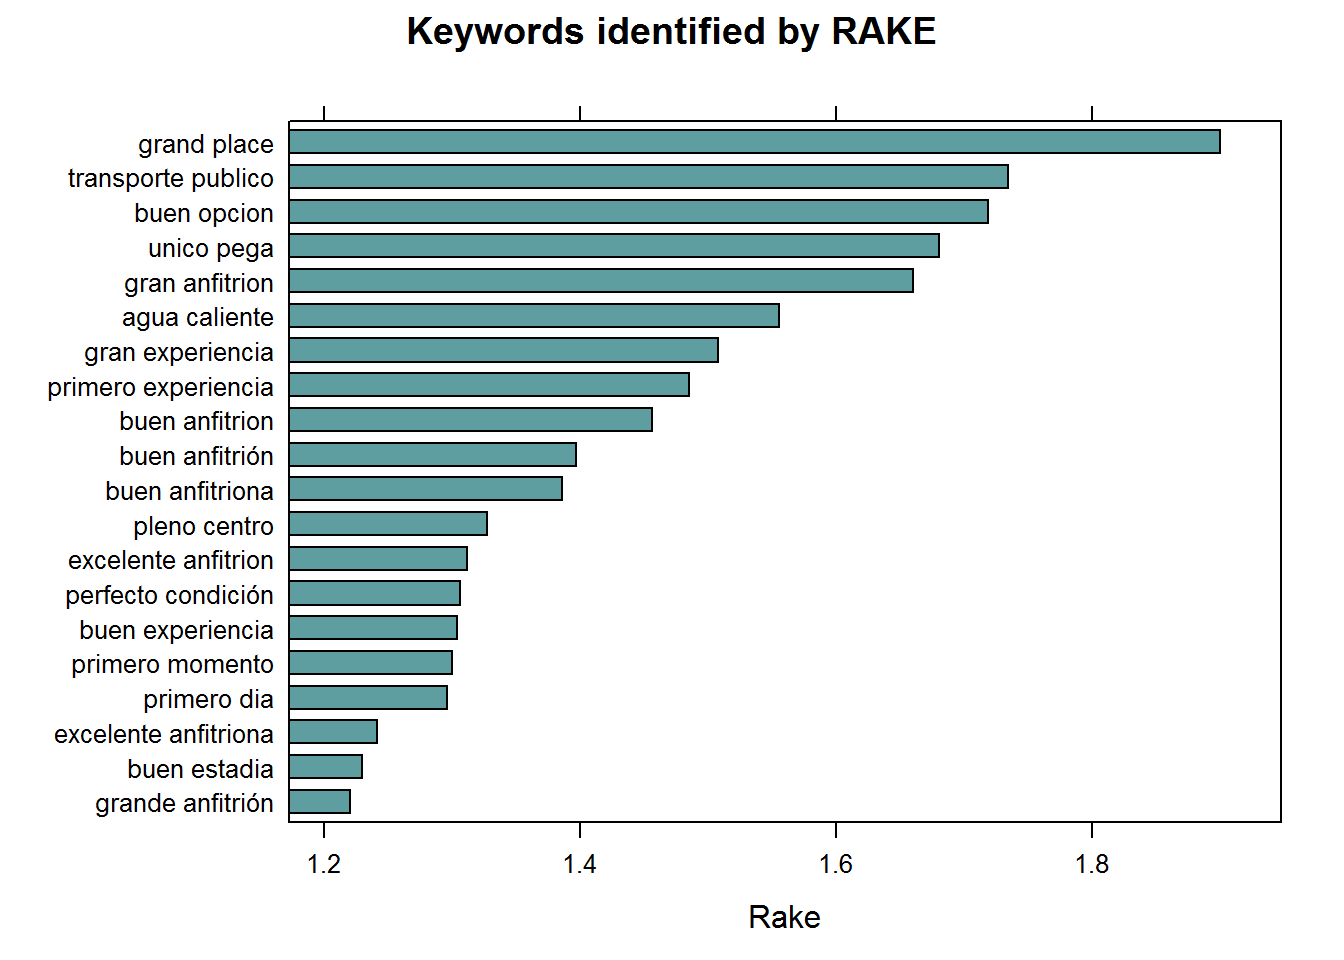 Keywords identified by RAKE
grand place
transporte publico
buen opcion
unico pega
gran anfitrion
agua caliente
gran experiencia
primero experiencia
buen anfitrion
buen anfitrión
buen anfitriona
pleno centro
excelente anfitrion
perfecto condición
buen experiencia
primero momento
primero dia
excelente anfitriona
buen estadia
grande anfitrión
1.2 1.4 1.6 1.8
Rake